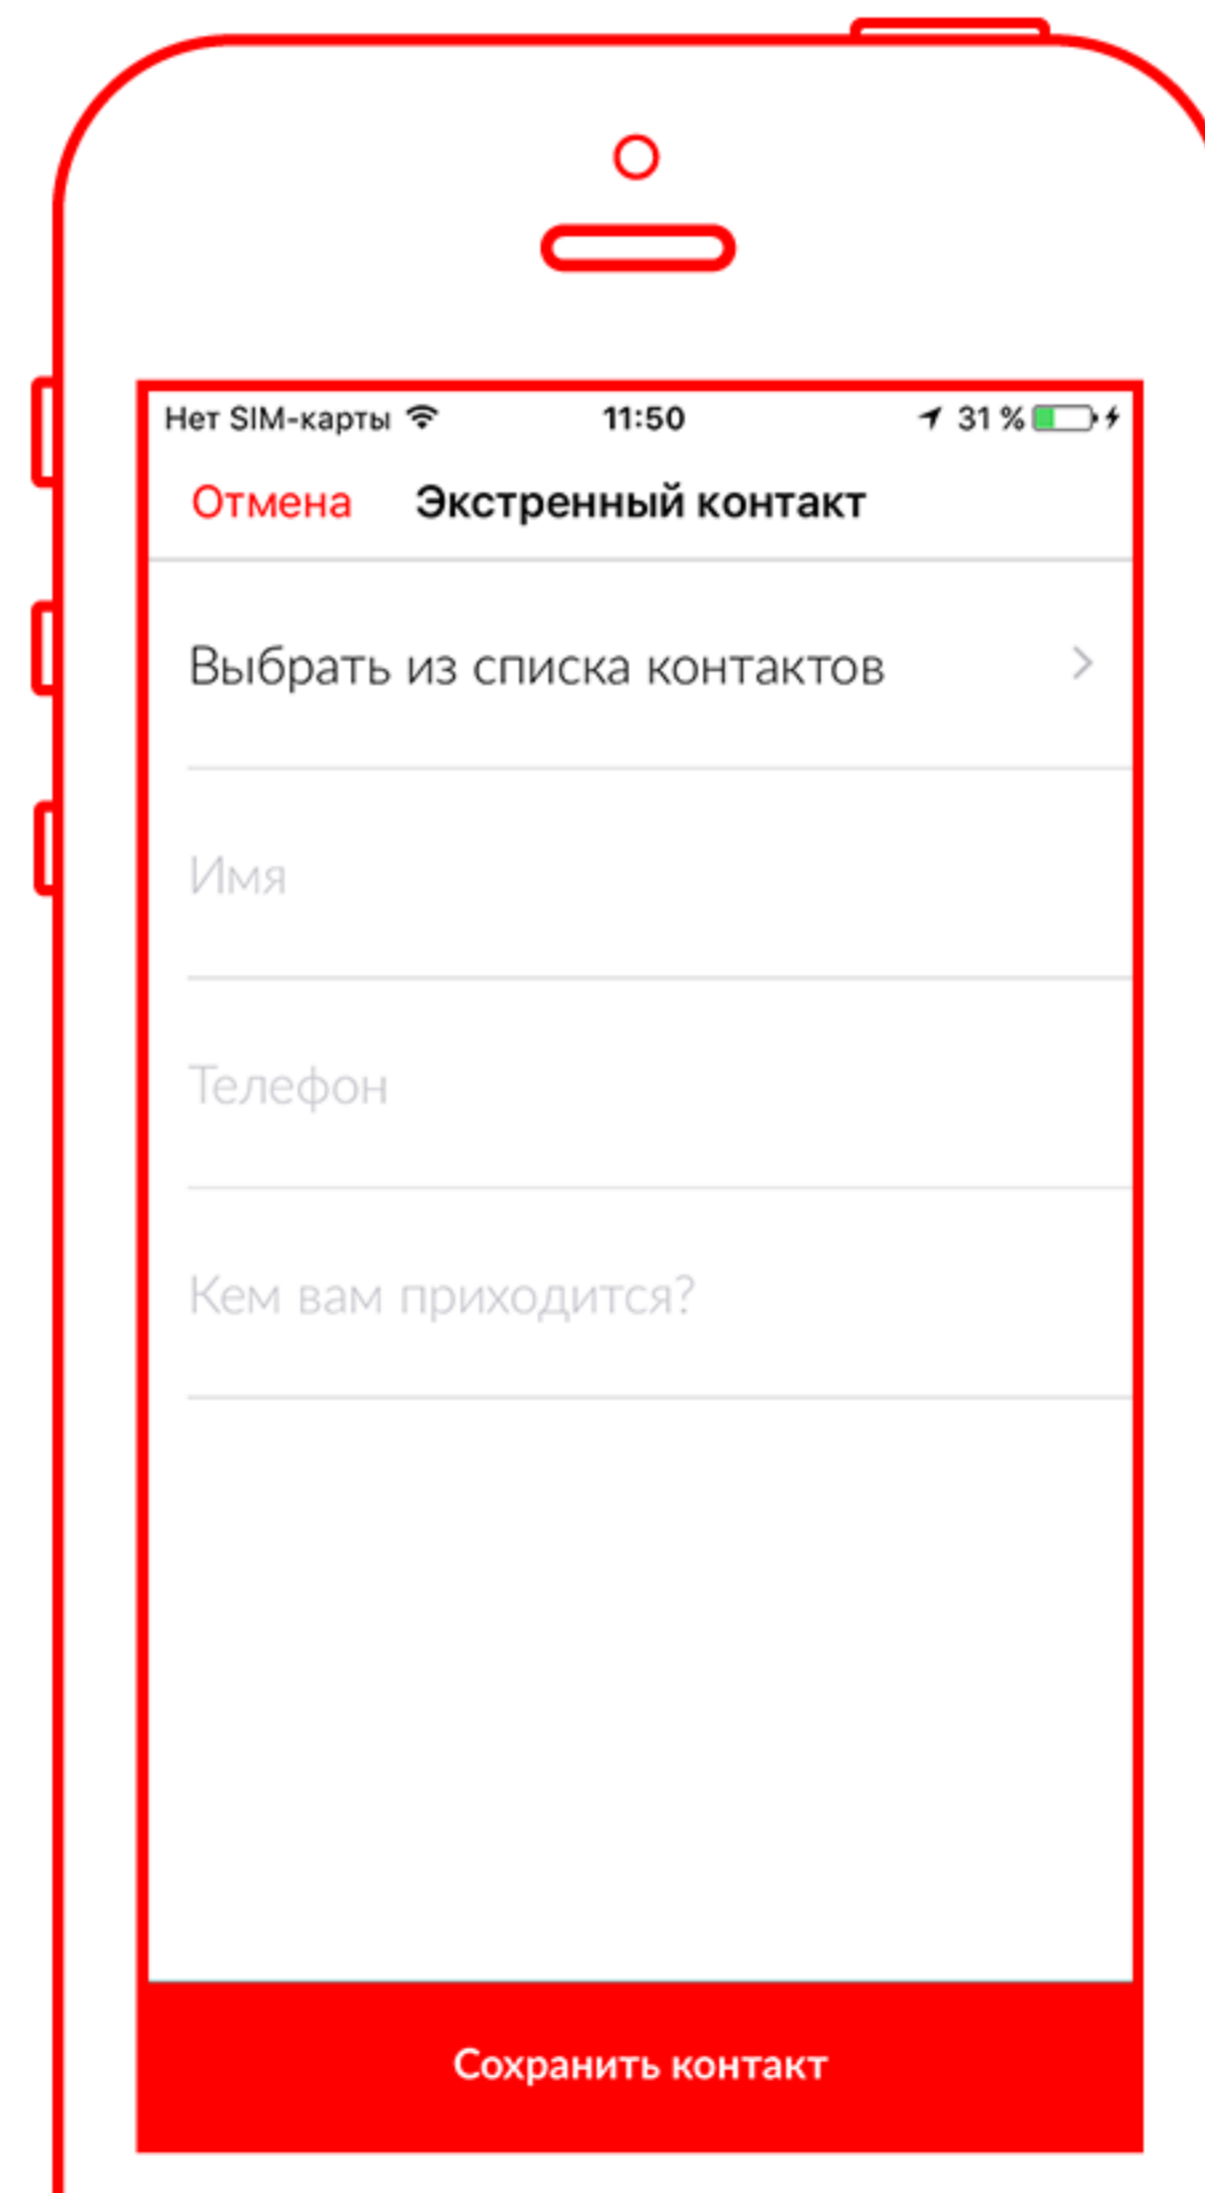 Нет SIM-карты 11:50 31 %
Отмена Экстренный контакт
Выбрать из списка контактов
Имя
Телефон
Кем вам приходится?
Сохранить контакт